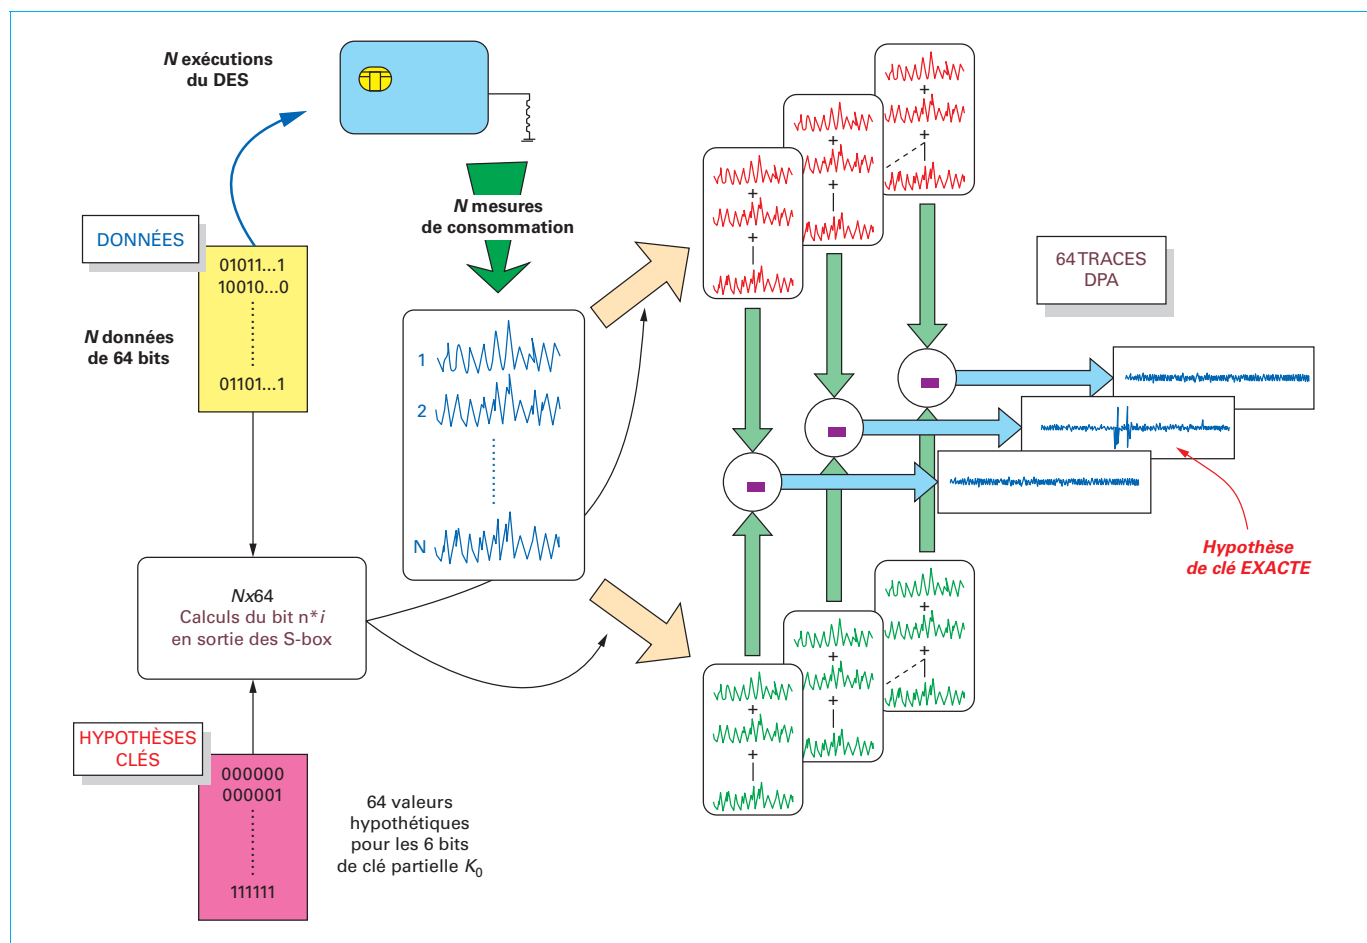 N exécutions
du DES
DONNÉES
01011...1
10010...0
01101...1
N données
de 64 bits
N mesures
de consommation
1
2
N
Nx64
Calculs du bit n*i
en sortie des S-box
HYPOTHÈSES
CLÉS
000000
000001
111111
64 valeurs
hypothétiques
pour les 6 bits
de clé partielle K0
+
+
+
+
+
+
64 TRACES
DPA
-
-
-
Hypothèse
de clé EXACTE
+
+
+
+
+
+